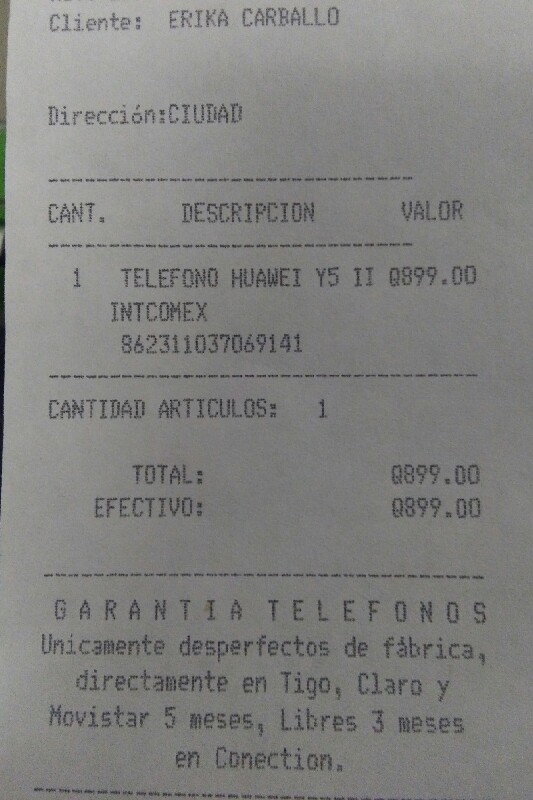 Cliente: ERIKA CARBALLO
Dirección:CIUDAD
CANT. DESCRIPCION VALOR
1 TELEFONO HUAWEI Y5 II Q899.00
INTCOMEX
862311037069141
CANTIDAD ARTICULOS: 1
TOTAL: Q899.00
EFECTIVO: Q899.00
G A R A N T I A T E L E F O N O S
Unicamente desperfectos de fábrica,
directamente en Tigo, Claro y
Movistar 5 meses, Libres 3 meses
en Conection.